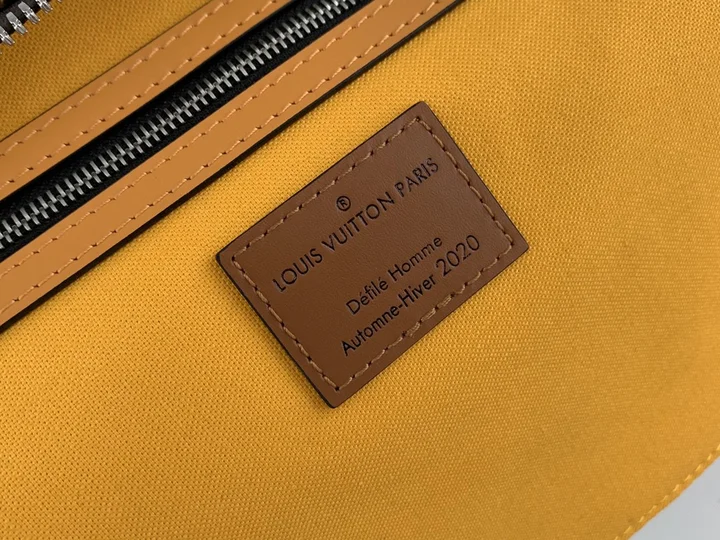 ®
LOUIS VUITTON PARIS
Défilé Homme
Automne-Hiver 2020